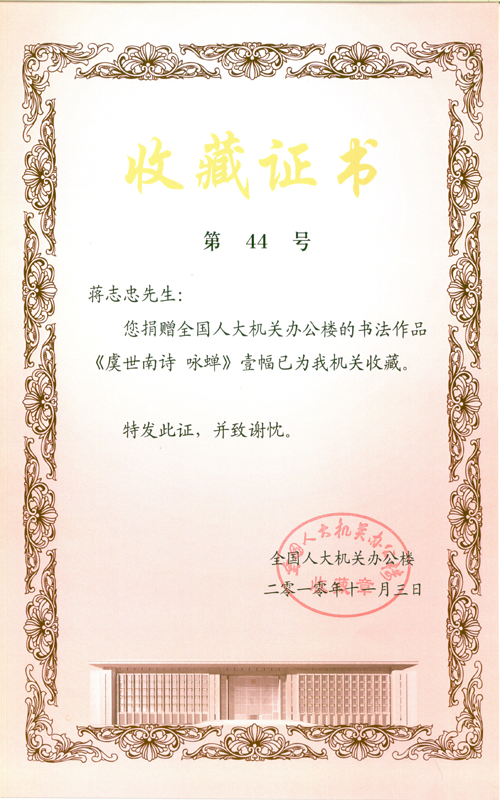 收藏证书
第 44 号
蒋志忠先生：
您捐赠全国人大机关办公楼的书法作品
《虞世南诗 咏蝉》壹幅已为我机关收藏。
特发此证，并致谢忱。
全国人大机关办公楼
全国人大机关办公楼
收藏章
二零一零年十一月三日